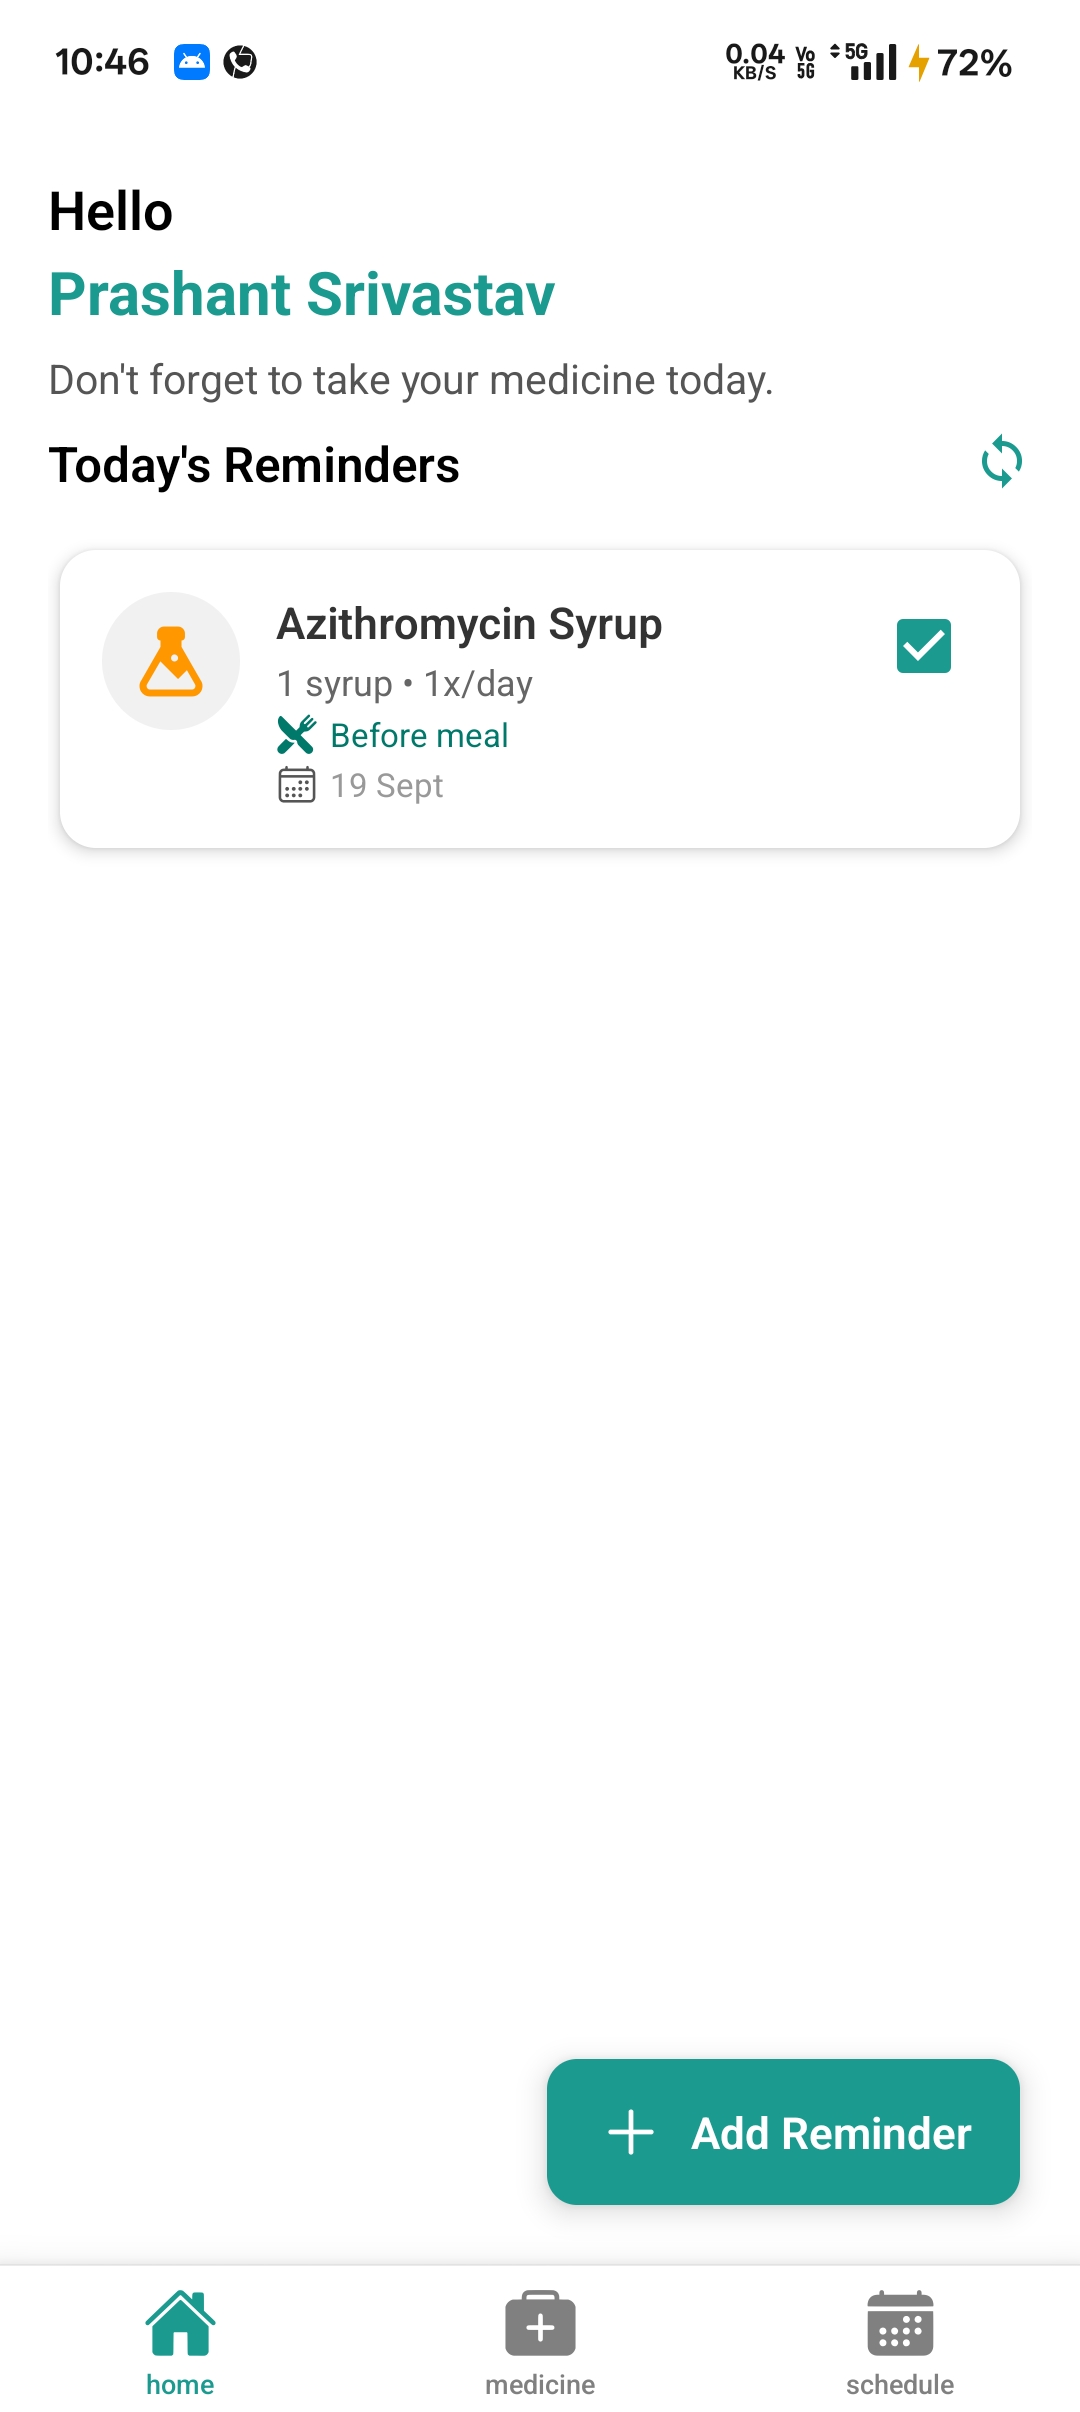 10:46
0.04 KB/S Vo 5G 5G 72%
Hello
Prashant Srivastav
Don't forget to take your medicine today.
Today's Reminders
Azithromycin Syrup
1 syrup • 1x/day
Before meal
19 Sept
Add Reminder
home medicine schedule